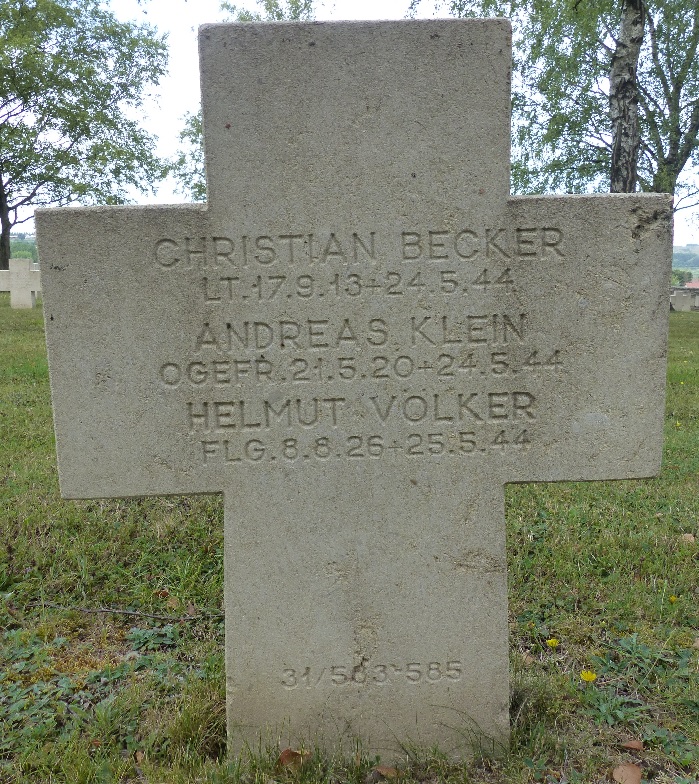 CHRISTIAN BECKER
LT. 17.9.13+24.5.44
ANDREAS KLEIN
OGEFR. 21.5.20+24.5.44
HELMUT VOLKER
FLG. 8.8.26+25.5.44
31/583-585